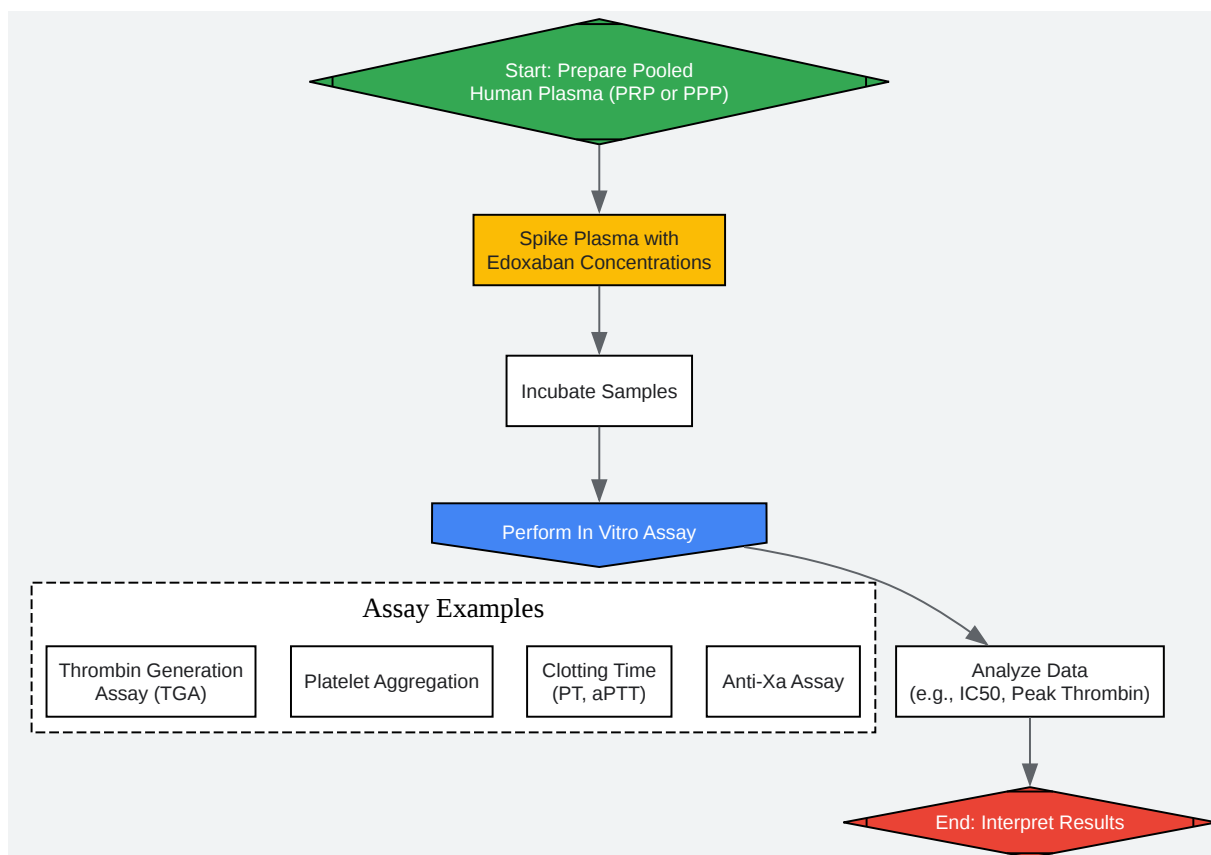 Start: Prepare Pooled
Human Plasma (PRP or PPP)
Spike Plasma with
Edoxaban Concentrations
Incubate Samples
Perform In Vitro Assay
Assay Examples
Thrombin Generation
Assay (TGA)
Platelet Aggregation
Clotting Time
(PT, aPTT)
Anti-Xa Assay
Analyze Data
(e.g., IC50, Peak Thrombin)
End: Interpret Results